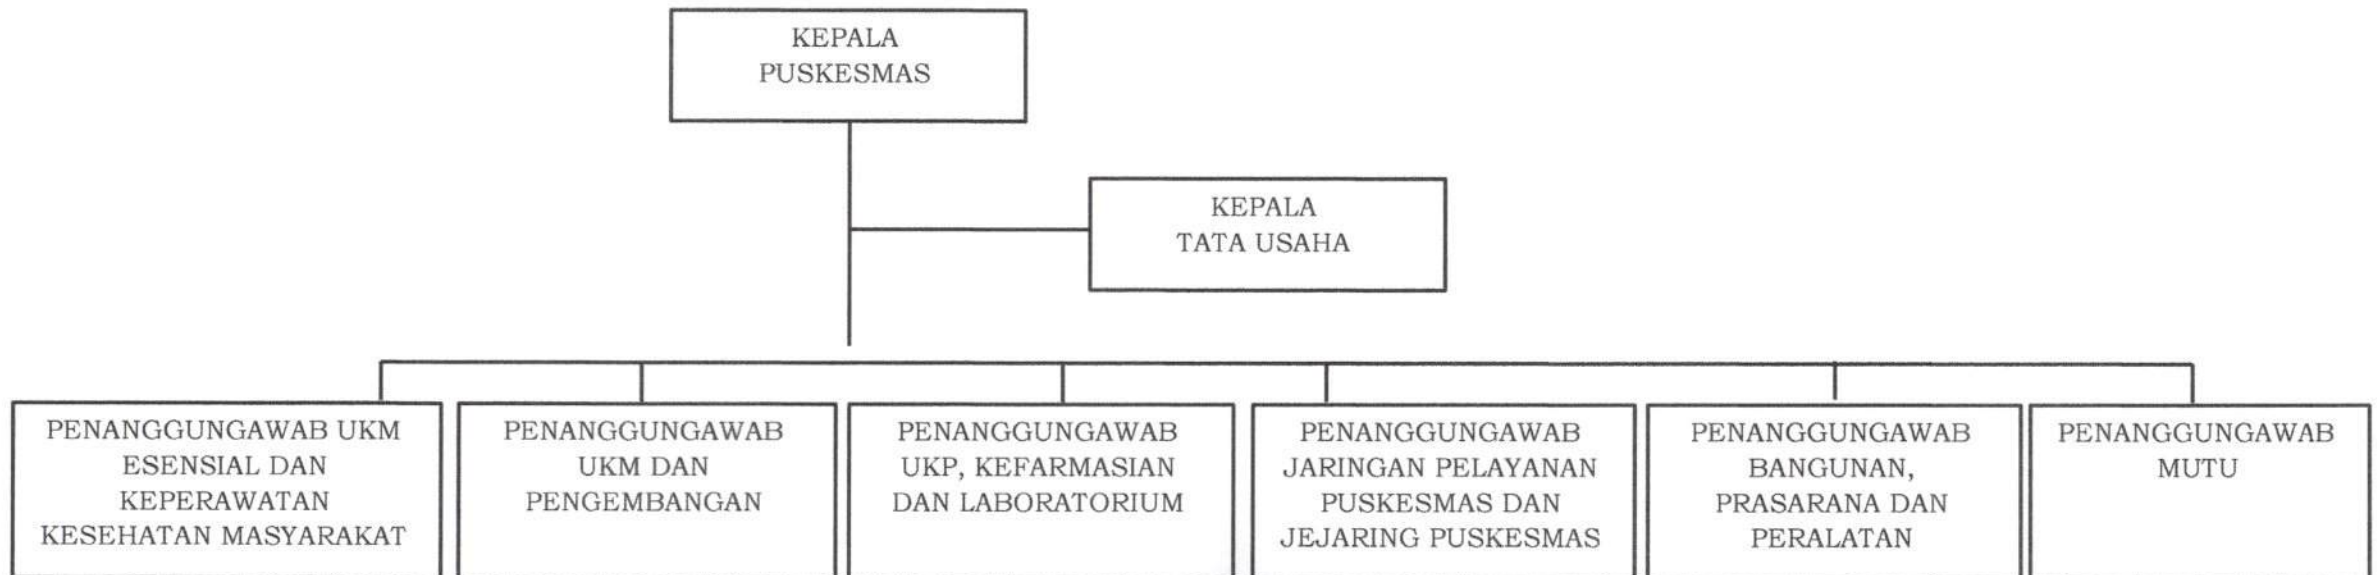 KEPALA
PUSKESMAS
KEPALA
TATA USAHA
PENANGGUNGAWAB UKM
ESENSIAL DAN
KEPERAWATAN
KESEHATAN MASYARAKAT
PENANGGUNGAWAB
UKM DAN
PENGEMBANGAN
PENANGGUNGAWAB
UKP, KEFARMASIAN
DAN LABORATORIUM
PENANGGUNGAWAB
JARINGAN PELAYANAN
PUSKESMAS DAN
JEJARING PUSKESMAS
PENANGGUNGAWAB
BANGUNAN,
PRASARANA DAN
PERALATAN
PENANGGUNGAWAB
MUTU